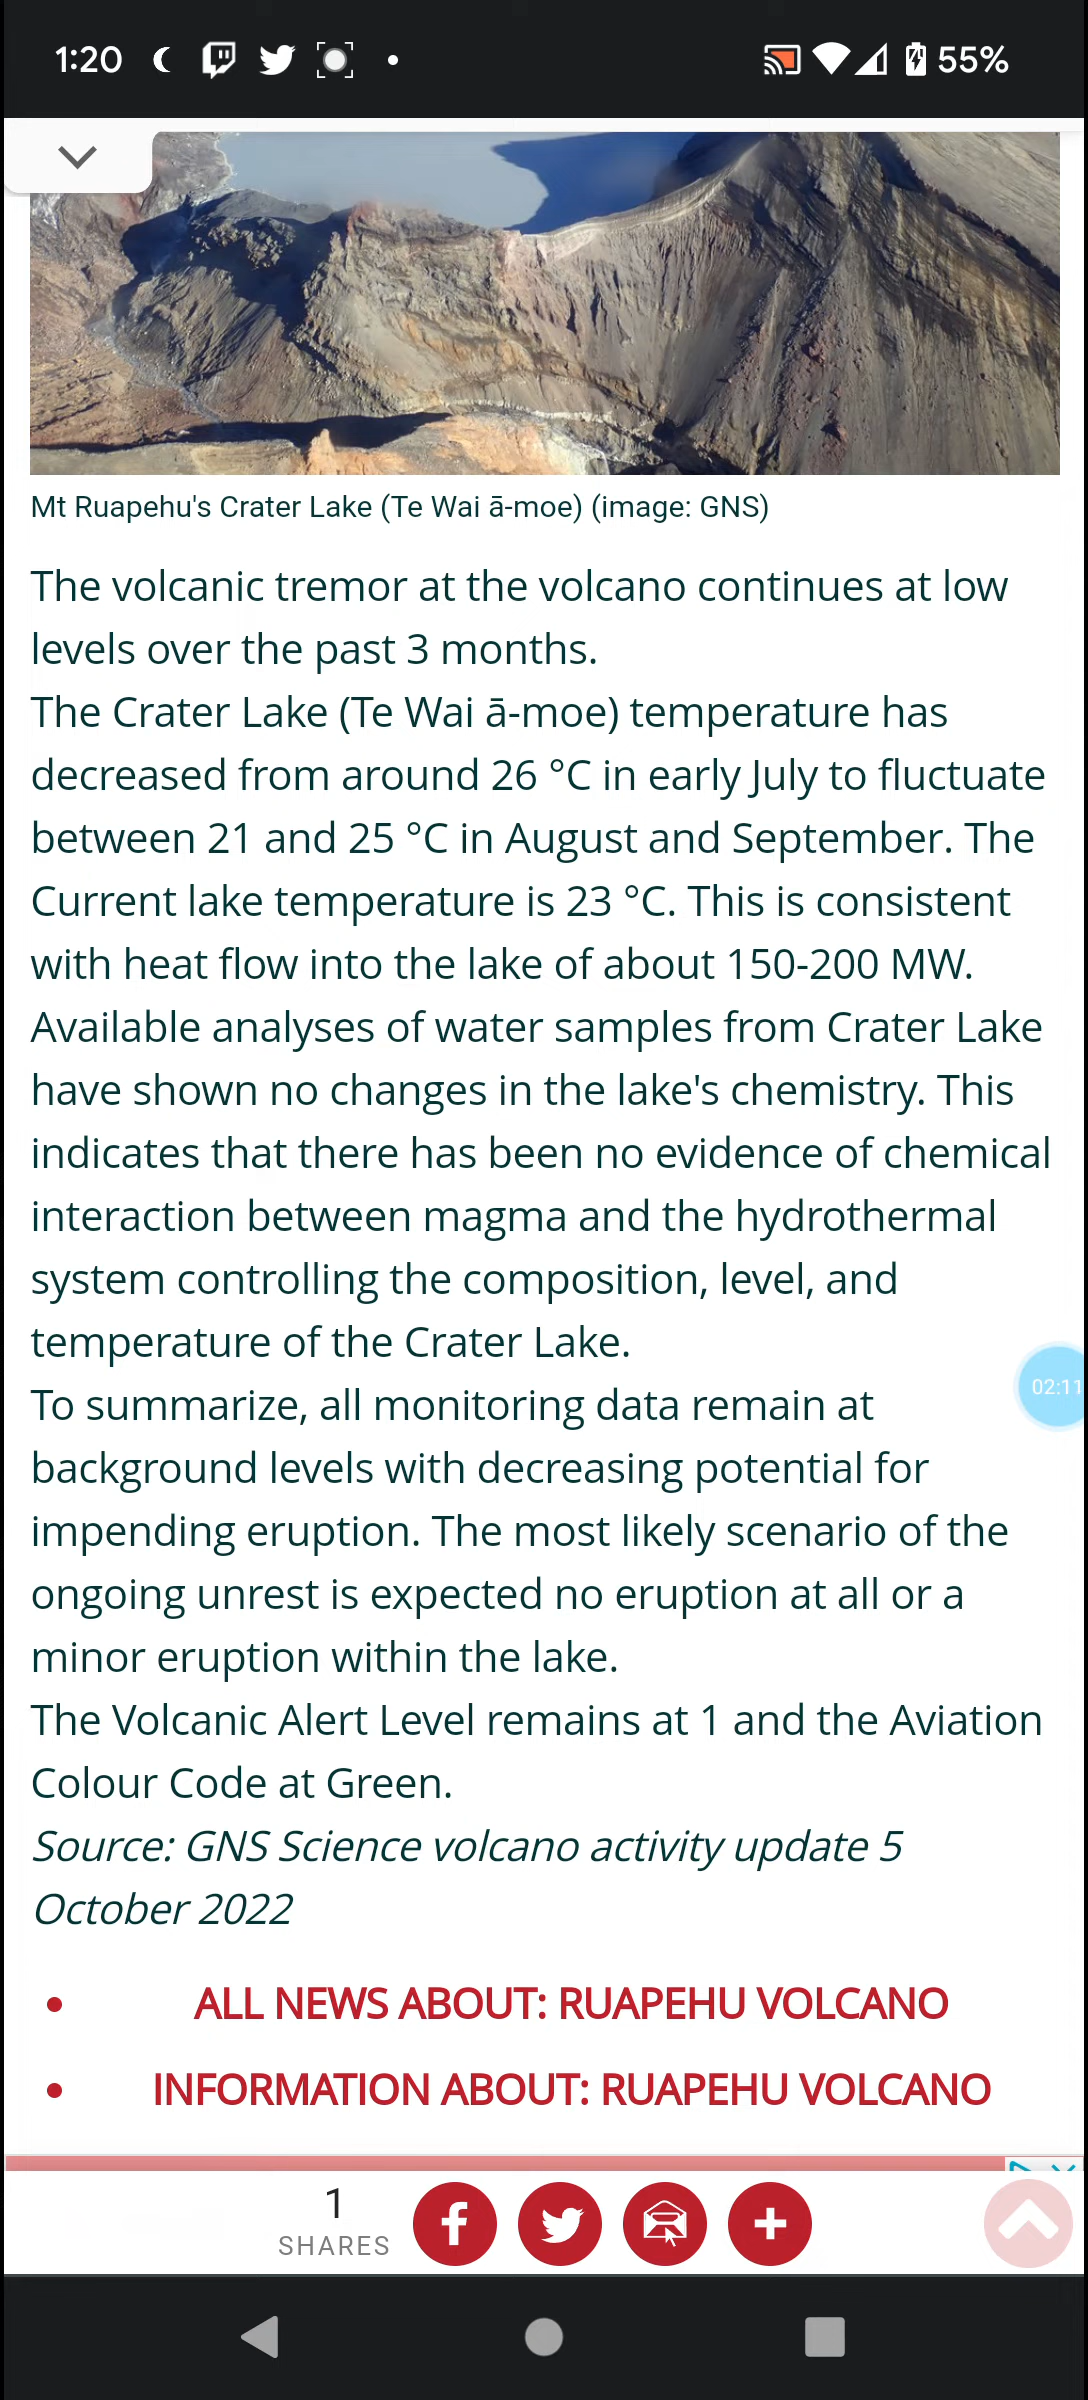 1:20
55%
Mt Ruapehu's Crater Lake (Te Wai ā-moe) (image: GNS)
The volcanic tremor at the volcano continues at low
levels over the past 3 months.
The Crater Lake (Te Wai ā-moe) temperature has
decreased from around 26 °C in early July to fluctuate
between 21 and 25 °C in August and September. The
Current lake temperature is 23 °C. This is consistent
with heat flow into the lake of about 150-200 MW.
Available analyses of water samples from Crater Lake
have shown no changes in the lake's chemistry. This
indicates that there has been no evidence of chemical
interaction between magma and the hydrothermal
system controlling the composition, level, and
temperature of the Crater Lake.
02:11
To summarize, all monitoring data remain at
background levels with decreasing potential for
impending eruption. The most likely scenario of the
ongoing unrest is expected no eruption at all or a
minor eruption within the lake.
The Volcanic Alert Level remains at 1 and the Aviation
Colour Code at Green.
Source: GNS Science volcano activity update 5
October 2022
• ALL NEWS ABOUT: RUAPEHU VOLCANO
• INFORMATION ABOUT: RUAPEHU VOLCANO
1
SHARES